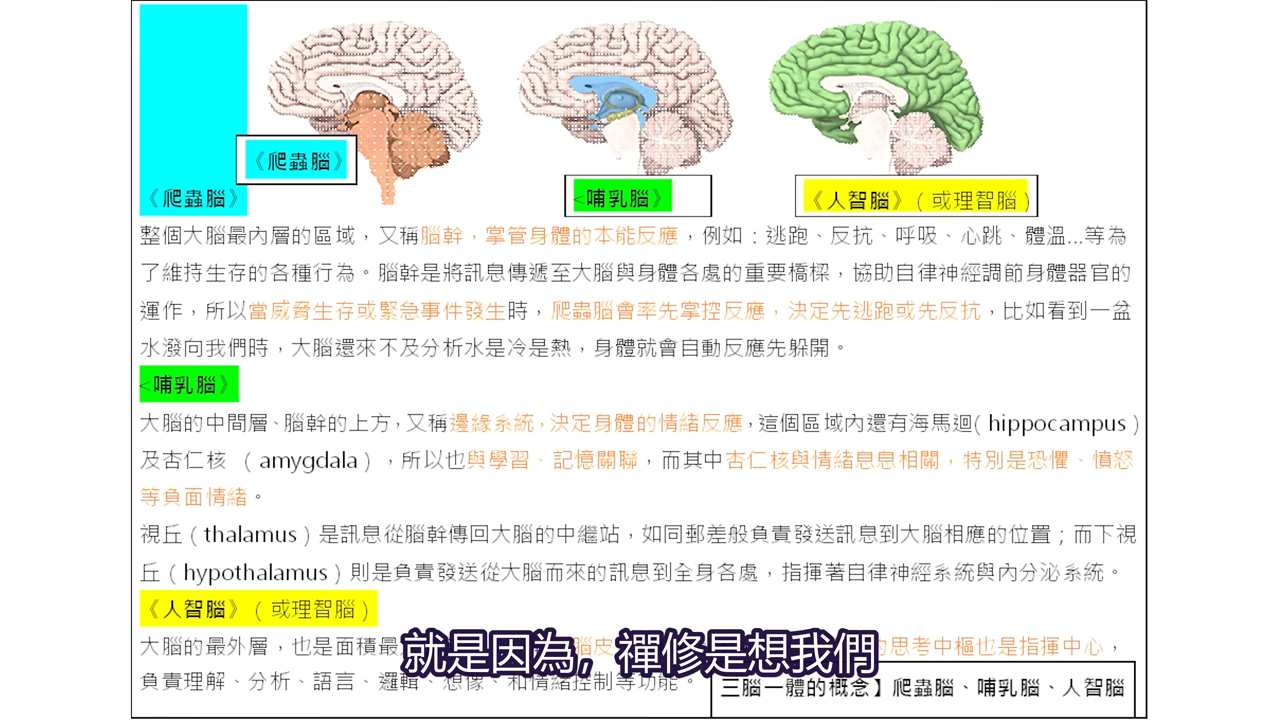 《爬蟲腦》
《爬蟲腦》
<哺乳腦》
《人智腦》（或理智腦）
整個大腦最內層的區域，又稱腦幹，掌管身體的本能反應，例如：逃跑、反抗、呼吸、心跳、體溫...等為
了維持生存的各種行為。腦幹是將訊息傳遞至大腦與身體各處的重要橋樑，協助自律神經調節身體器官的
運作，所以當威脅生存或緊急事件發生時，爬蟲腦會率先掌控反應，決定先逃跑或先反抗，比如看到一盆
水潑向我們時，大腦還來不及分析水是冷是熱，身體就會自動反應先躲開。
<哺乳腦》
大腦的中間層、腦幹的上方，又稱邊緣系統，決定身體的情緒反應，這個區域內還有海馬迴（hippocampus）
及杏仁核 （amygdala），所以也與學習、記憶關聯，而其中杏仁核與情緒息息相關，特別是恐懼、憤怒
等負面情緒。
視丘（thalamus）是訊息從腦幹傳回大腦的中繼站，如同郵差般負責發送訊息到大腦相應的位置；而下視
丘（hypothalamus）則是負責發送從大腦而來的訊息到全身各處，指揮著自律神經系統與內分泌系統。
《人智腦》（或理智腦）
大腦的最外層，也是面積最 腦皮 的思考中樞也是指揮中心，
就是因為，禪修是想我們
負責理解、分析、語言、邏輯、想像、和情緒控制等功能。
三腦一體的概念】爬蟲腦、哺乳腦、人智腦